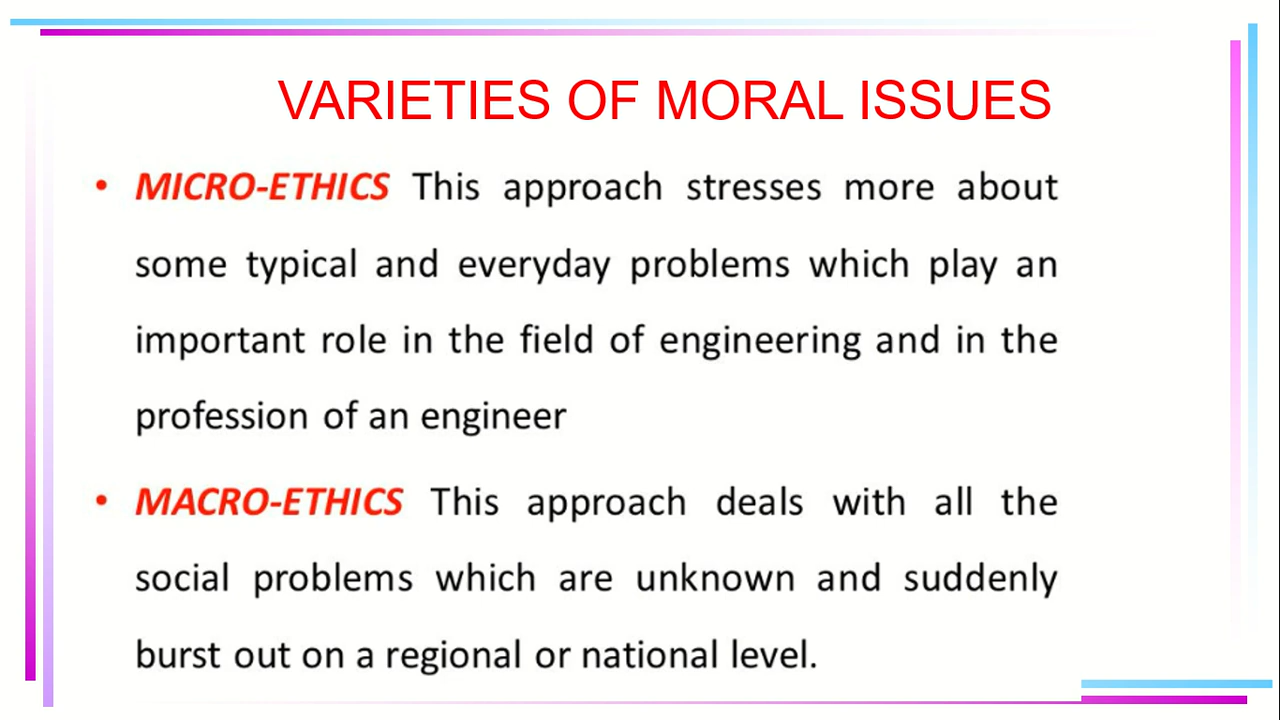 VARIETIES OF MORAL ISSUES
• MICRO-ETHICS This approach stresses more about
some typical and everyday problems which play an
important role in the field of engineering and in the
profession of an engineer
• MACRO-ETHICS This approach deals with all the
social problems which are unknown and suddenly
burst out on a regional or national level.